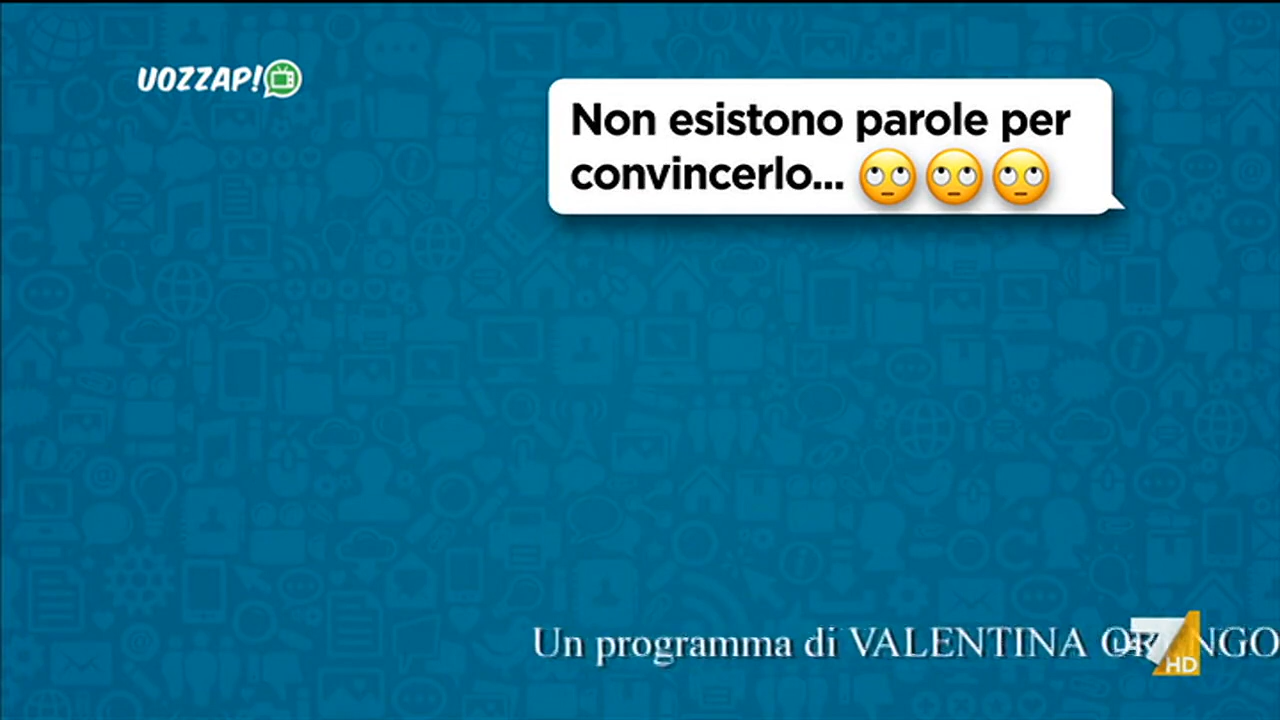 UOZZAP!
Non esistono parole per
convincerlo... 🙄🙄🙄
Un programma di VALENTINA
HD